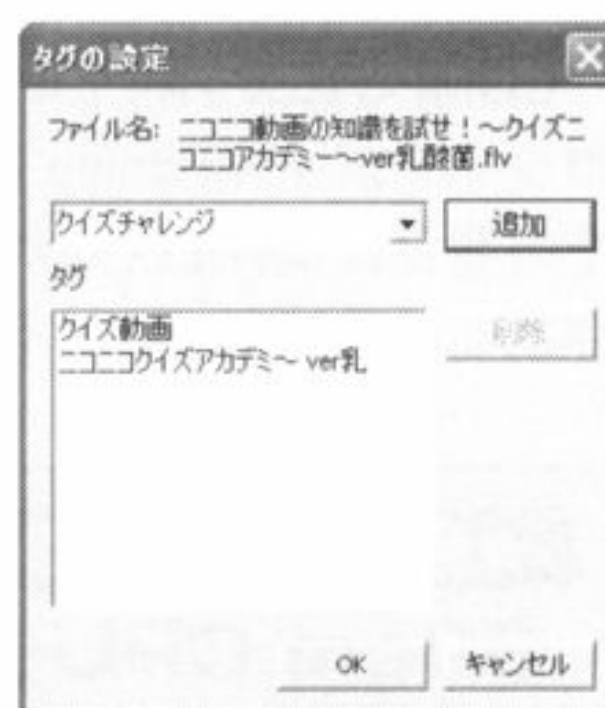 タグの設定
ファイル名: ニコニコ動画の知識を試せ！～クイズニ
コニコアカデミー～ver乳酸菌.flv
クイズチャレンジ
追加
タグ
クイズ動画
ニコニコクイズアカデミ～ ver乳
削除
OK
キャンセル